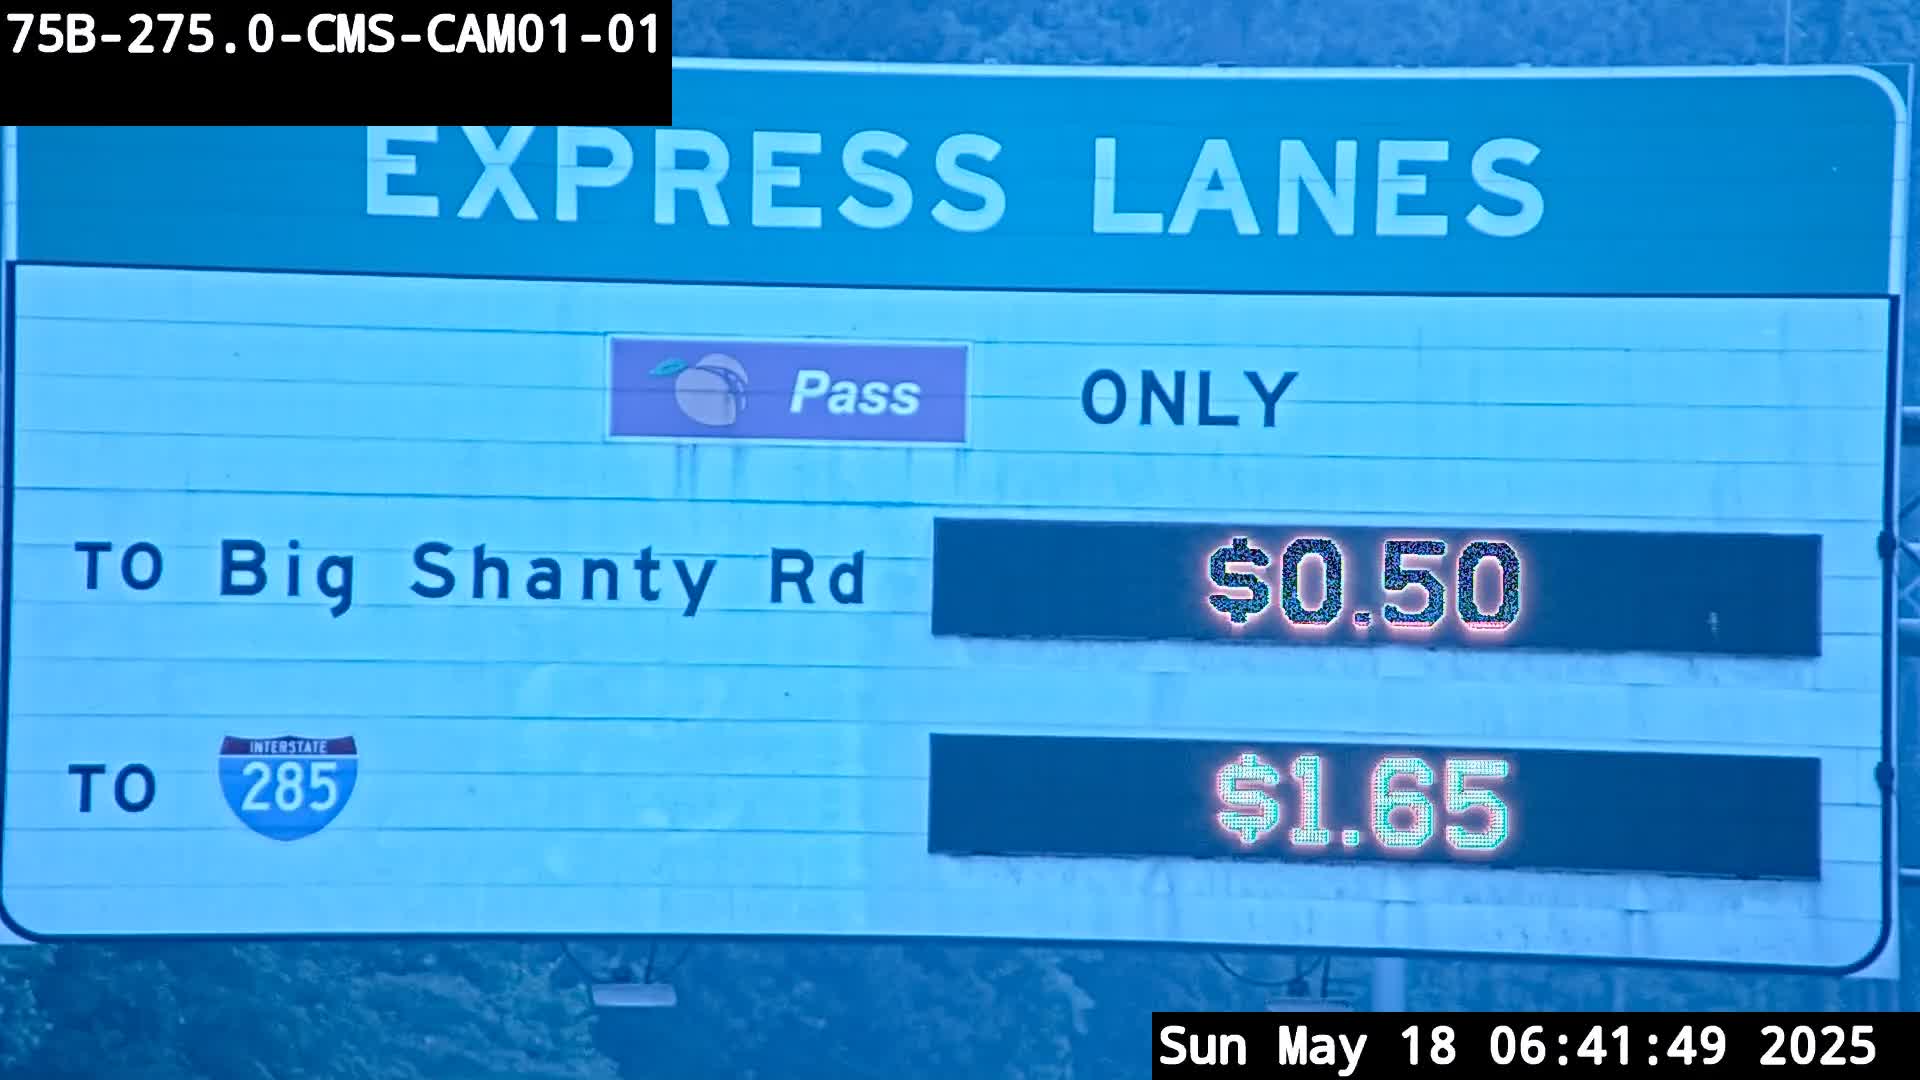 75B-275.0-CMS-CAM01-01
EXPRESS LANES
Pass ONLY
TO Big Shanty Rd $0.50
TO INTERSTATE 285 $1.65
Sun May 18 06:41:49 2025